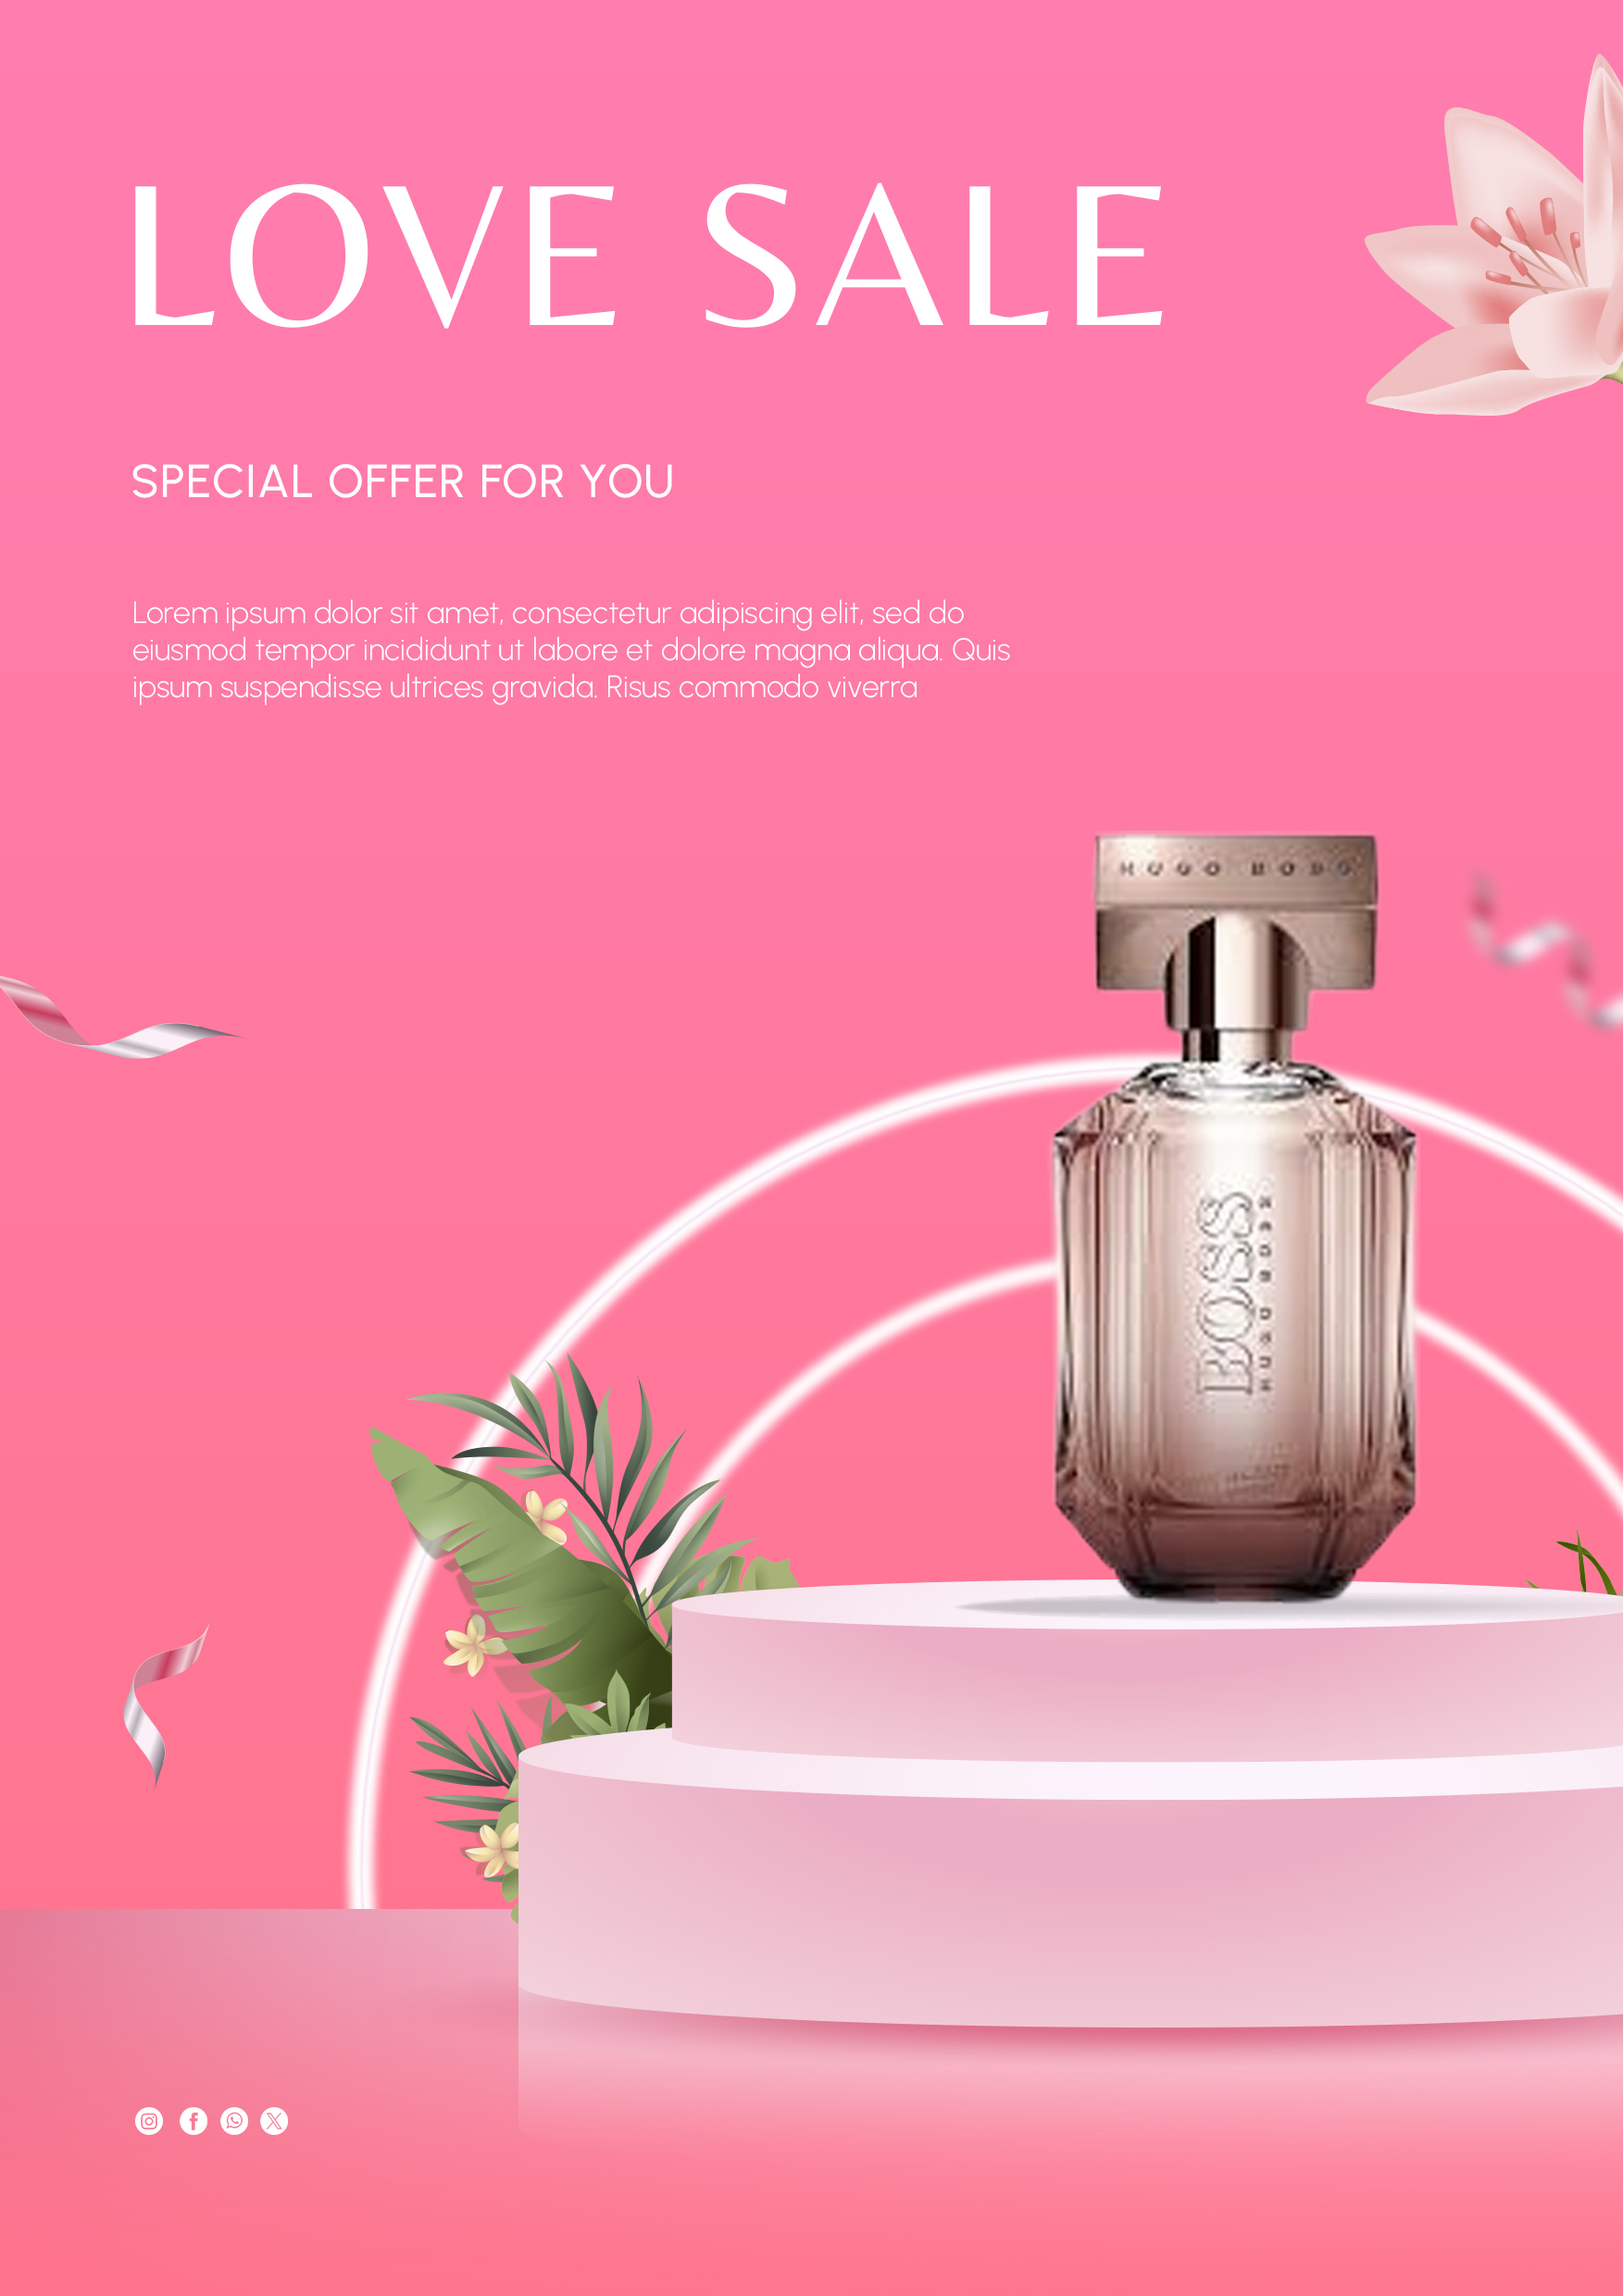 LOVE SALE
SPECIAL OFFER FOR YOU
Lorem ipsum dolor sit amet, consectetur adipiscing elit, sed do
eiusmod tempor incididunt ut labore et dolore magna aliqua. Quis
ipsum suspendisse ultrices gravida. Risus commodo viverra
HUGO BOSS
BOSS
HUGO BOSS